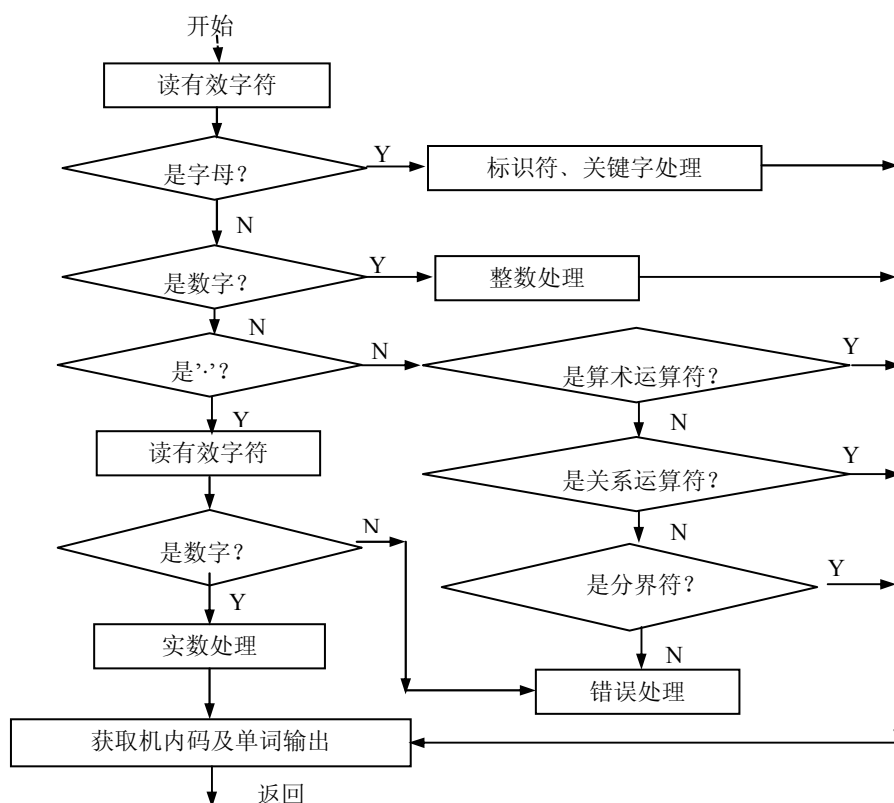 开始
读有效字符
是字母？
Y
标识符、关键字处理
N
是数字？
Y
整数处理
N
是’·’？
N
是算术运算符？
Y
Y
N
读有效字符
是关系运算符？
Y
N
是数字？
N
是分界符？
Y
Y
N
实数处理
错误处理
获取机内码及单词输出
返回